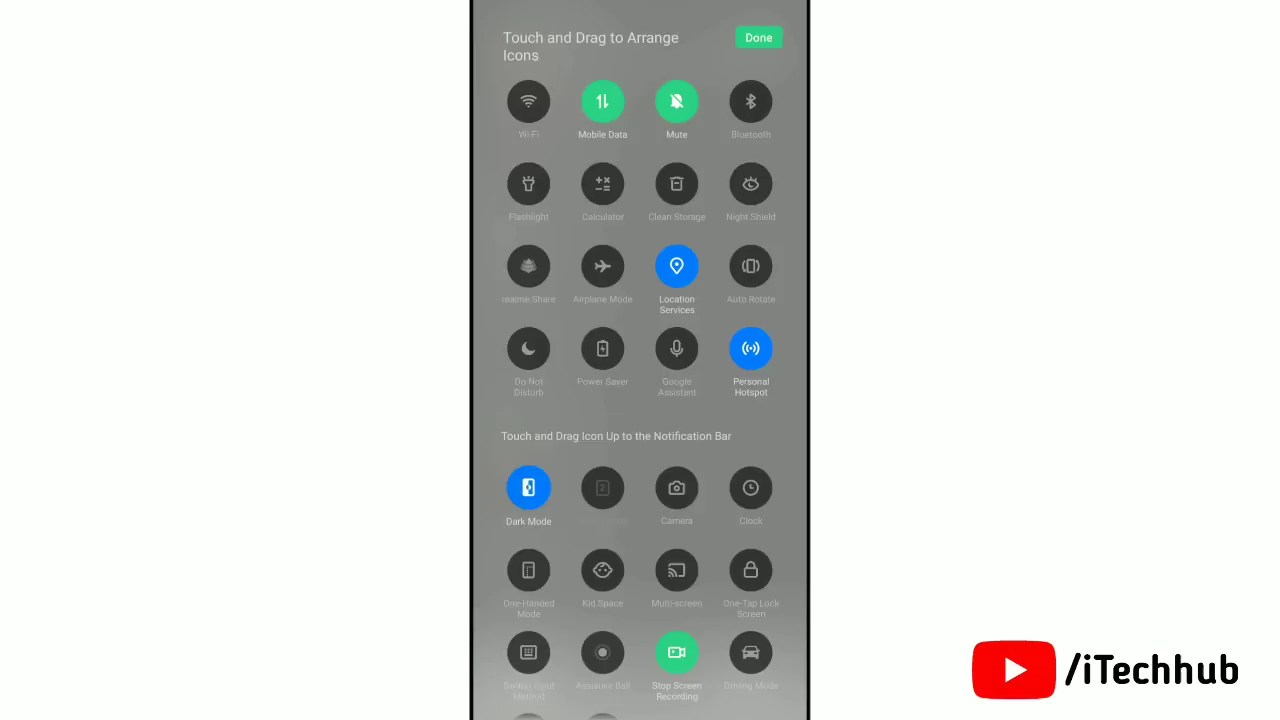 Touch and Drag to Arrange
Icons
Done
Wi-Fi
Mobile Data
Mute
Bluetooth
Flashlight
Calculator
Clean Storage
Night Shield
realme Share
Airplane Mode
Location
Services
Auto Rotate
Do Not
Disturb
Power Saver
Google
Assistant
Personal
Hotspot
Touch and Drag Icon Up to the Notification Bar
Dark Mode
Camera
Clock
One-Handed
Mode
Kid Space
Multi-screen
One-Tap Lock
Screen
Switch Input
Method
Assistive Ball
Stop Screen
Recording
Driving Mode
/iTechhub